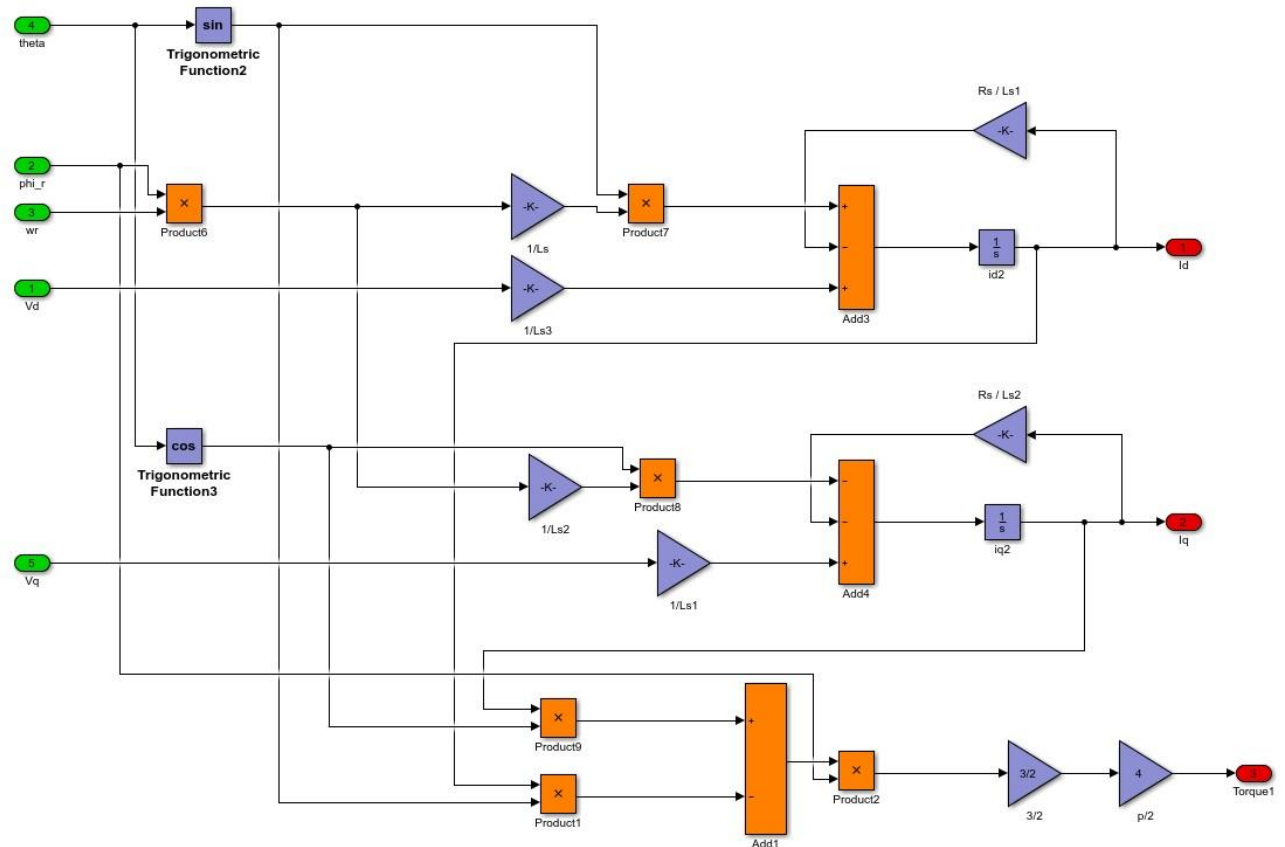 4
theta
sin
Trigonometric
Function2
Rs / Ls1
-K-
2
phi_r
3
wr
×
Product6
-K-
1/Ls
×
Product7
+
−
+
Add3
1
s
id2
1
Id
1
Vd
-K-
1/Ls3
Rs / Ls2
-K-
cos
Trigonometric
Function3
-K-
1/Ls2
×
Product8
−
−
+
Add4
1
s
iq2
2
Iq
5
Vq
-K-
1/Ls1
×
Product9
×
Product1
+
−
Add1
×
Product2
3/2
3/2
4
p/2
3
Torque1